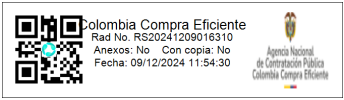 Colombia Compra Eficiente
Rad No. RS20241209016310
Anexos: No Con copia: No
Fecha: 09/12/2024 11:54:30
Agencia Nacional
de Contratación Pública
Colombia Compra Eficiente